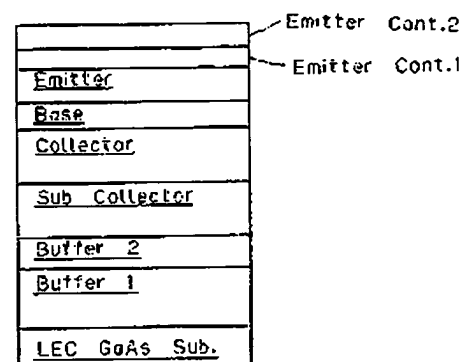 Emitter Cont.2
Emitter Cont.1
Emitter
Base
Collector
Sub Collector
Buffer 2
Buffer 1
LEC GaAs Sub.